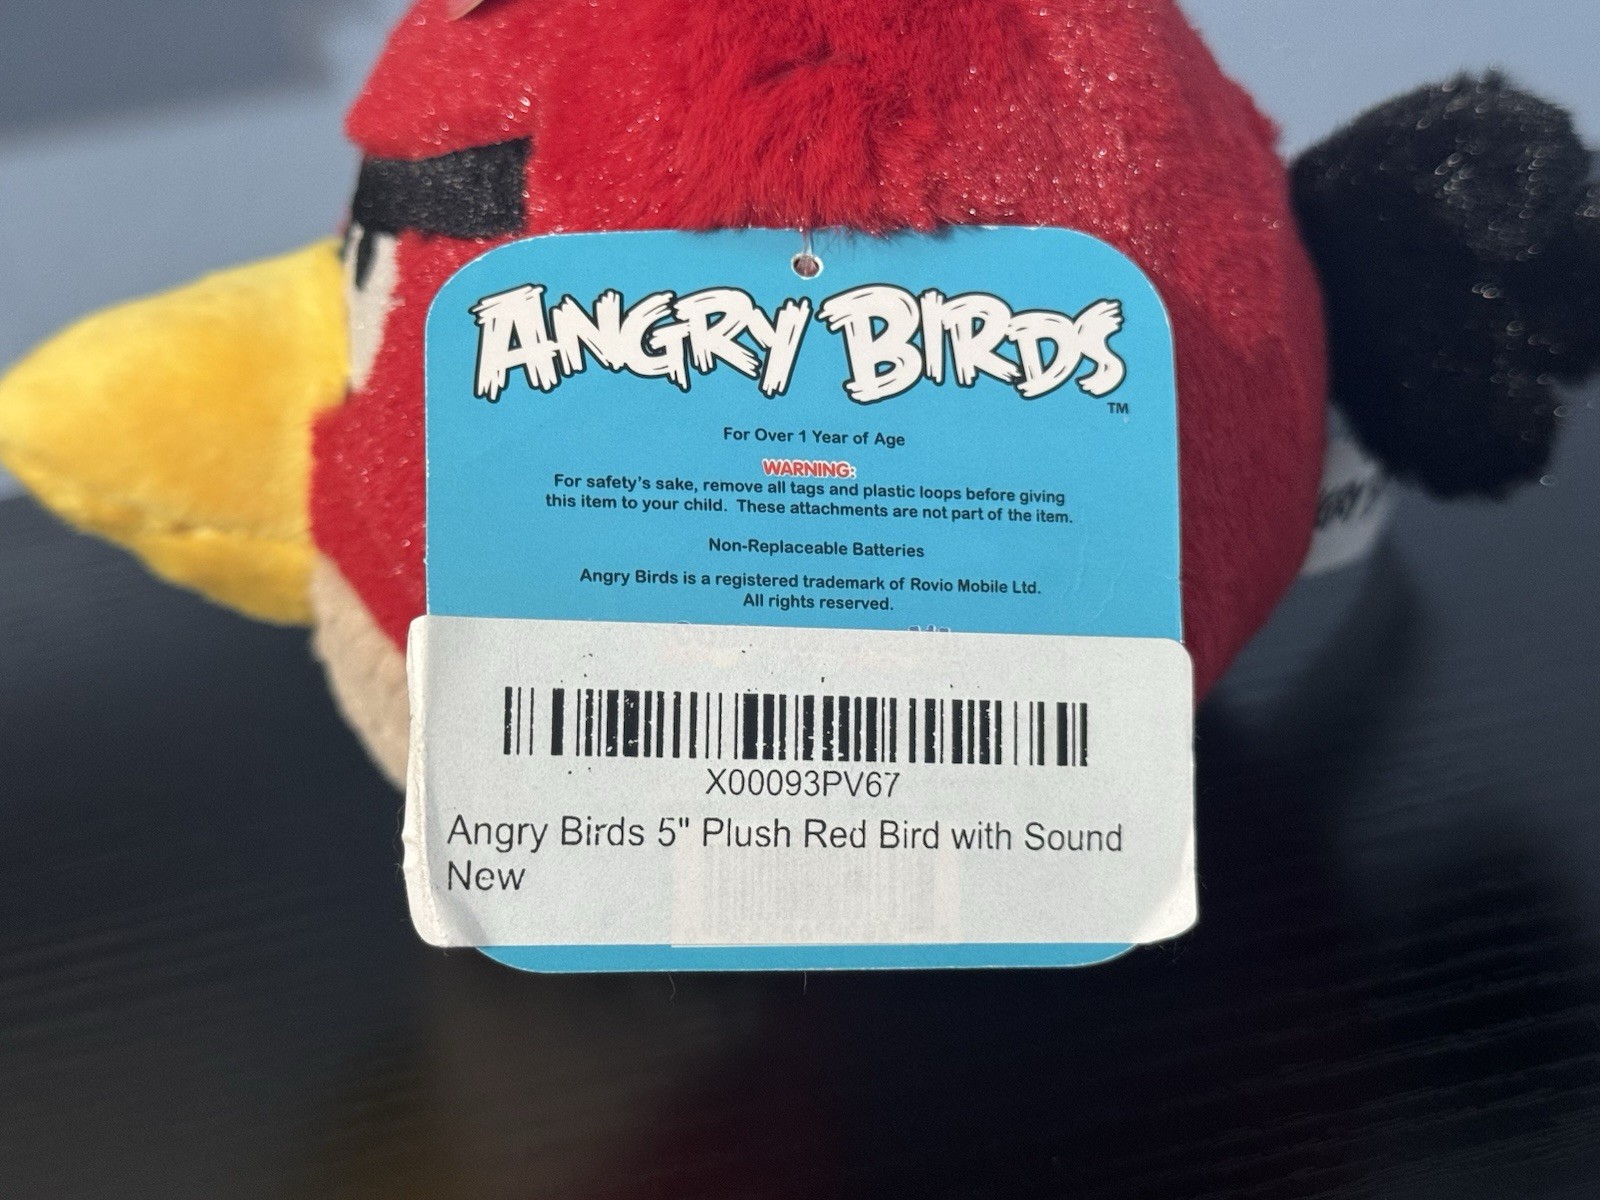 ANGRY BIRDS
TM
For Over 1 Year of Age
WARNING:
For safety's sake, remove all tags and plastic loops before giving
this item to your child. These attachments are not part of the item.
Non-Replaceable Batteries
Angry Birds is a registered trademark of Rovio Mobile Ltd.
All rights reserved.
X00093PV67
Angry Birds 5" Plush Red Bird with Sound
New